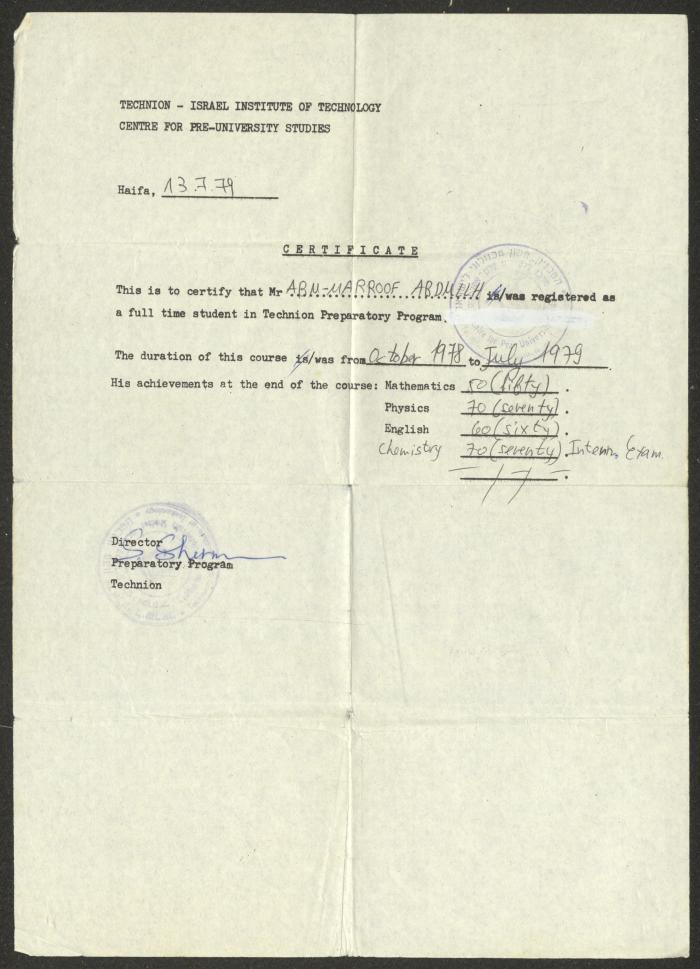 TECHNION - ISRAEL INSTITUTE OF TECHNOLOGY
CENTRE FOR PRE-UNIVERSITY STUDIES
Haifa, 13.7.79
CERTIFICATE
This is to certify that Mr ABM-MARROOF is/was registered as
a full time student in Technion Preparatory Program.
The duration of this course is/was from October 1978 to July 1979
His achievements at the end of the course: Mathematics 50 (fifty).
Physics 70 (seventy).
English 60 (sixty).
Chemistry 70 (seventy). Exam.
Director
Preparatory Program
Technion